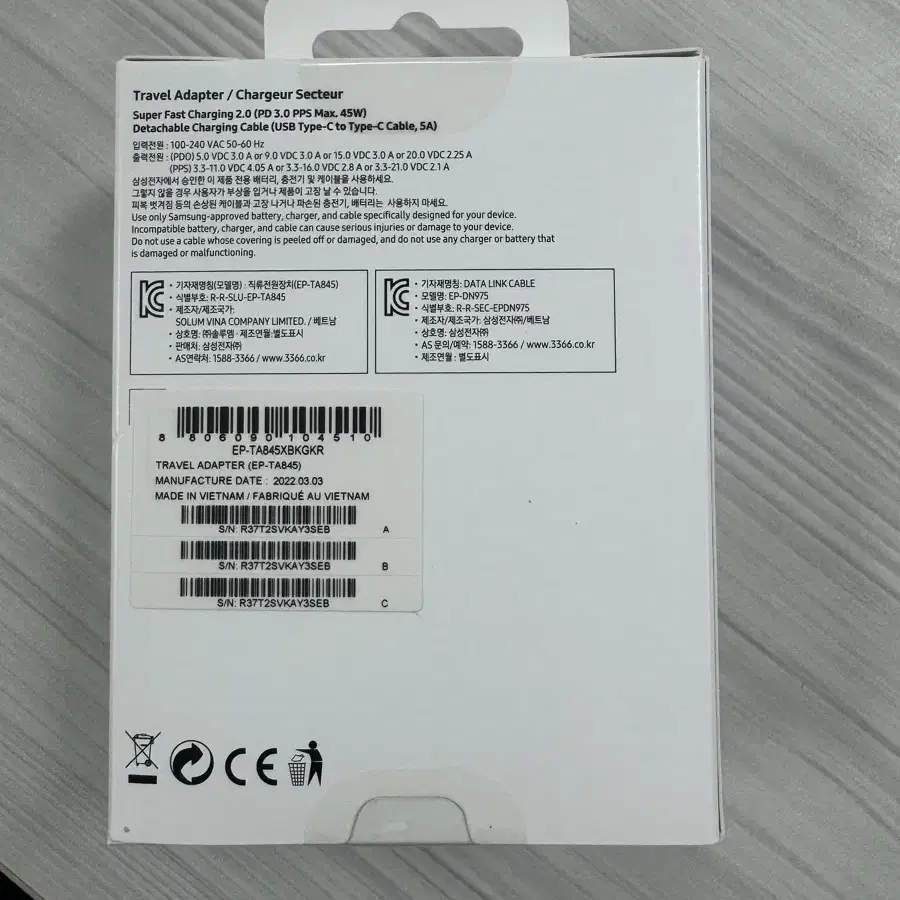 Travel Adapter / Chargeur Secteur
Super Fast Charging 2.0 (PD 3.0 PPS Max. 45W)
Detachable Charging Cable (USB Type-C to Type-C Cable, 5A)
입력전원 : 100-240 VAC 50-60 Hz
출력전원 : (PDO) 5.0 VDC 3.0 A or 9.0 VDC 3.0 A or 15.0 VDC 3.0 A or 20.0 VDC 2.25 A
(PPS) 3.3-11.0 VDC 4.05 A or 3.3-16.0 VDC 2.8 A or 3.3-21.0 VDC 2.1 A
삼성전자에서 승인한 이 제품 전용 배터리, 충전기 및 케이블을 사용하세요.
그렇지 않을 경우 사용자가 부상을 입거나 제품이 고장 날 수 있습니다.
피복 벗겨짐 등의 손상된 케이블과 고장 나거나 파손된 충전기, 배터리는 사용하지 마세요.
Use only Samsung-approved battery, charger, and cable specifically designed for your device.
Incompatible battery, charger, and cable can cause serious injuries or damage to your device.
Do not use a cable whose covering is peeled off or damaged, and do not use any charger or battery that
is damaged or malfunctioning.
• 기자재명칭(모델명) : 직류전원장치(EP-TA845)
• 식별부호: R-R-SLU-EP-TA845
• 제조자/제조국가:
SOLUM VINA COMPANY LIMITED. / 베트남
• 상호명: ㈜솔루엠 · 제조연월:별도표시
• 판매처: 삼성전자㈜
• AS연락처: 1588-3366 / www.3366.co.kr
• 기자재명칭: DATA LINK CABLE
• 모델명: EP-DN975
• 식별부호: R-R-SEC-EPDN975
• 제조자/제조국가: 삼성전자㈜/베트남
• 상호명: 삼성전자㈜
• AS 문의/예약: 1588-3366 / www.3366.co.kr
• 제조연월 : 별도표시
8 806090 104510
EP-TA845XBKGKR
TRAVEL ADAPTER (EP-TA845)
MANUFACTURE DATE : 2022.03.03
MADE IN VIETNAM / FABRIQUÉ AU VIETNAM
S/N: R37T2SVKAY3SEB A
S/N: R37T2SVKAY3SEB B
S/N: R37T2SVKAY3SEB C
CE